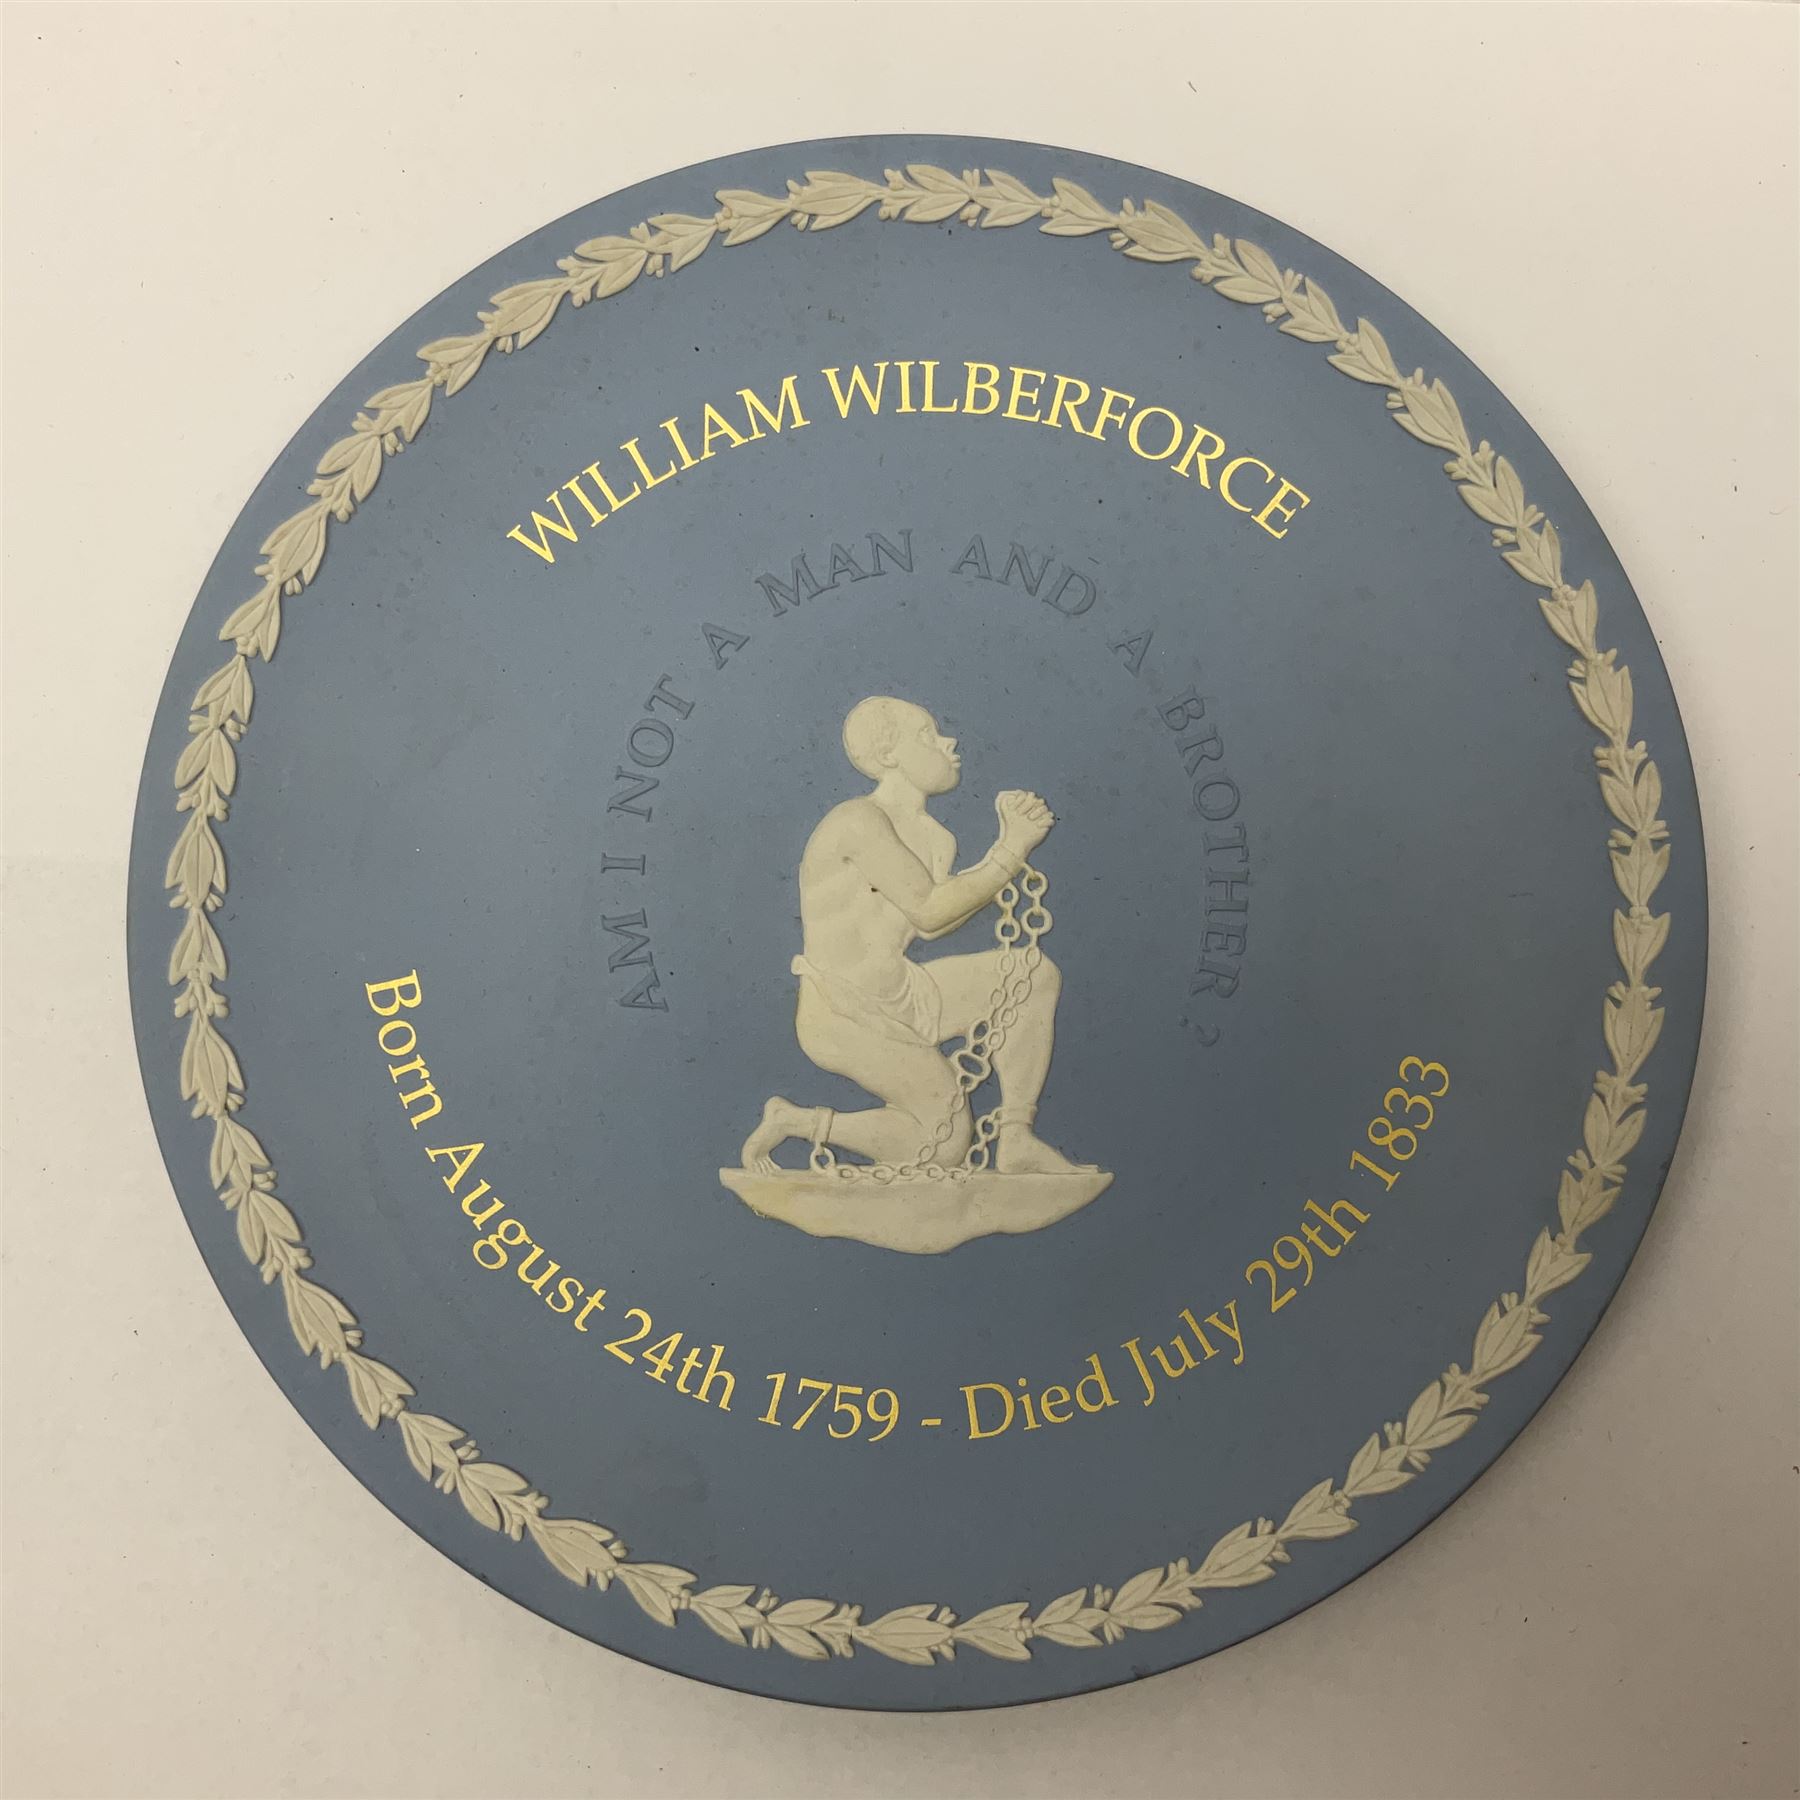 WILLIAM WILBERFORCE
AM I NOT A MAN AND A BROTHER?
Born August 24th 1759 - Died July 29th 1833